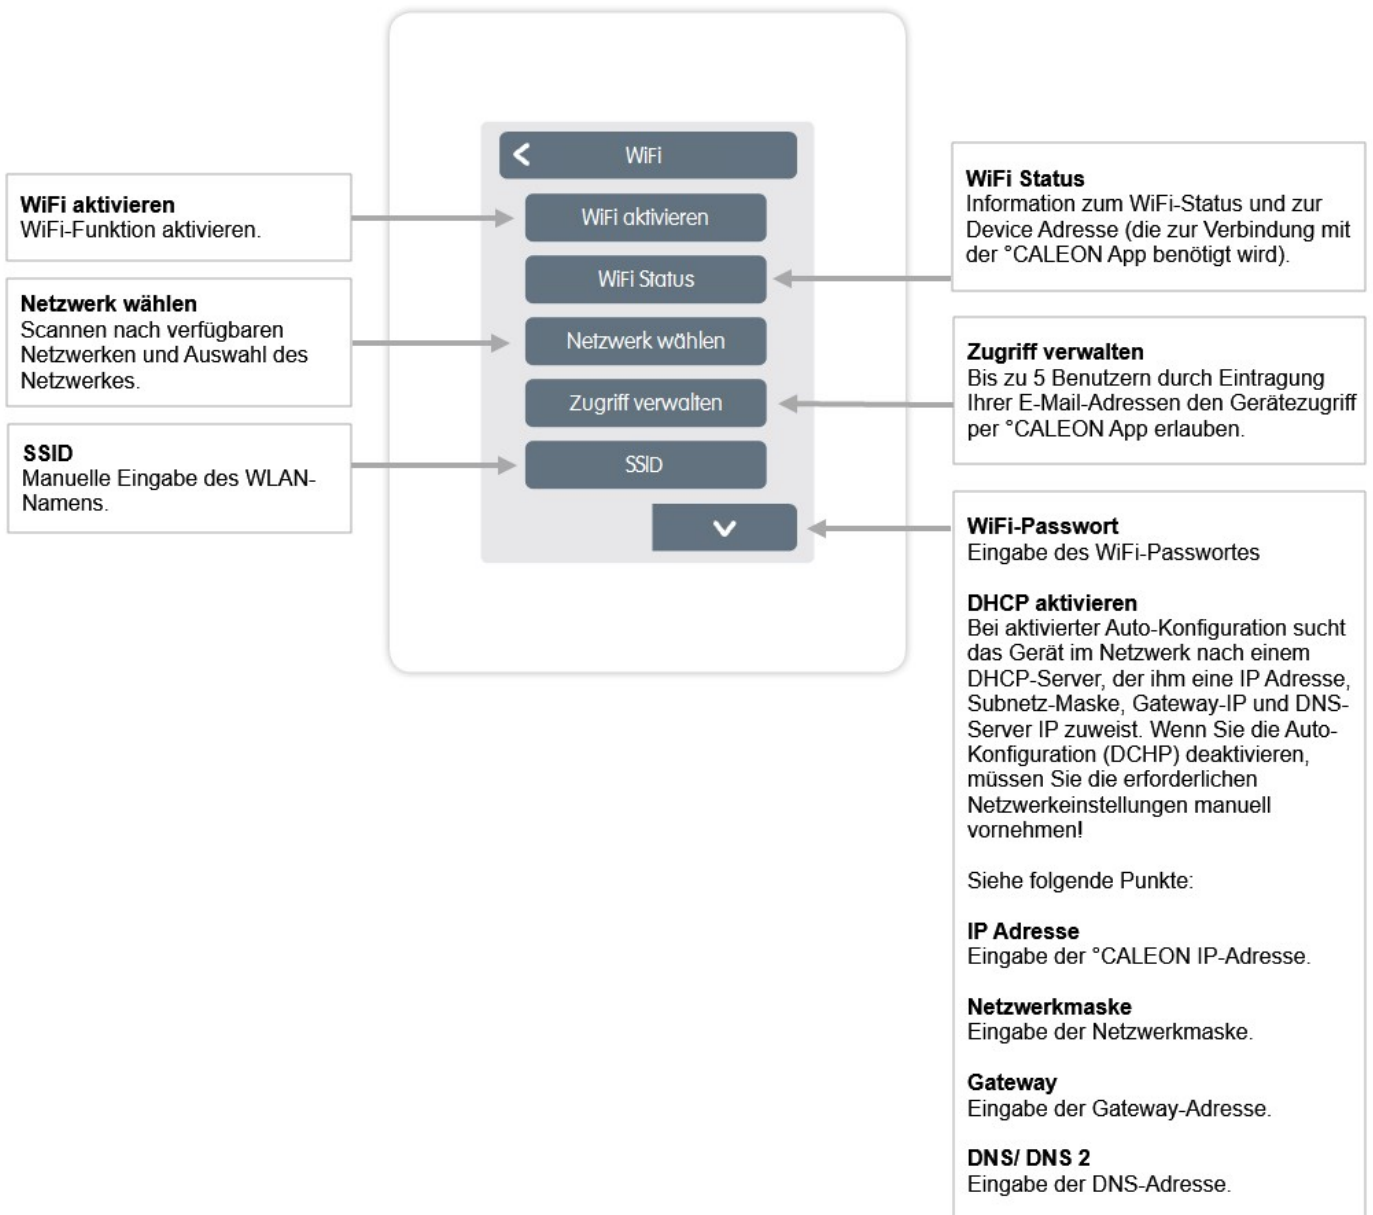 WiFi
WiFi aktivieren
WiFi Status
Netzwerk wählen
Zugriff verwalten
SSID
WiFi aktivieren
WiFi-Funktion aktivieren.
Netzwerk wählen
Scannen nach verfügbaren
Netzwerken und Auswahl des
Netzwerkes.
SSID
Manuelle Eingabe des WLAN-
Namens.
WiFi Status
Information zum WiFi-Status und zur
Device Adresse (die zur Verbindung mit
der °CALEON App benötigt wird).
Zugriff verwalten
Bis zu 5 Benutzern durch Eintragung
Ihrer E-Mail-Adressen den Gerätezugriff
per °CALEON App erlauben.
WiFi-Passwort
Eingabe des WiFi-Passwortes
DHCP aktivieren
Bei aktivierter Auto-Konfiguration sucht
das Gerät im Netzwerk nach einem
DHCP-Server, der ihm eine IP Adresse,
Subnetz-Maske, Gateway-IP und DNS-
Server IP zuweist. Wenn Sie die Auto-
Konfiguration (DCHP) deaktivieren,
müssen Sie die erforderlichen
Netzwerkeinstellungen manuell
vornehmen!
Siehe folgende Punkte:
IP Adresse
Eingabe der °CALEON IP-Adresse.
Netzwerkmaske
Eingabe der Netzwerkmaske.
Gateway
Eingabe der Gateway-Adresse.
DNS/ DNS 2
Eingabe der DNS-Adresse.